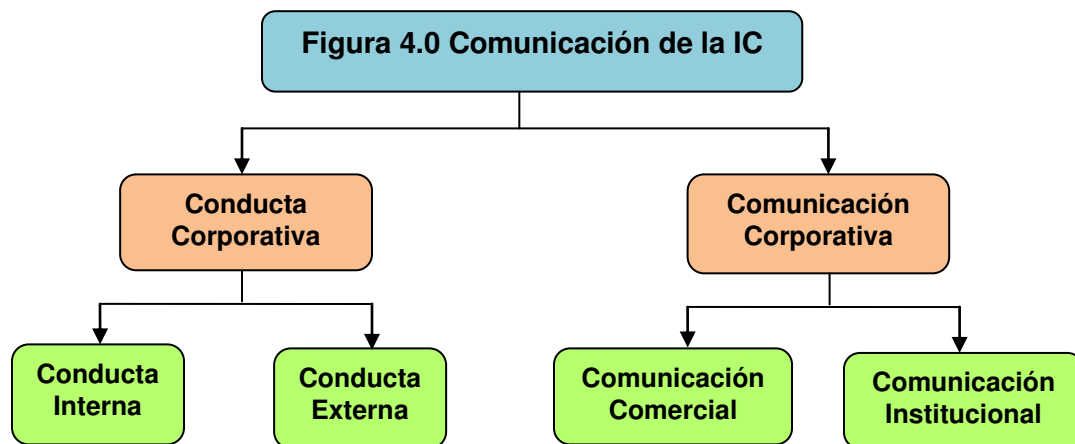 Figura 4.0 Comunicación de la IC
Conducta
Corporativa
Comunicación
Corporativa
Conducta
Interna
Conducta
Externa
Comunicación
Comercial
Comunicación
Institucional